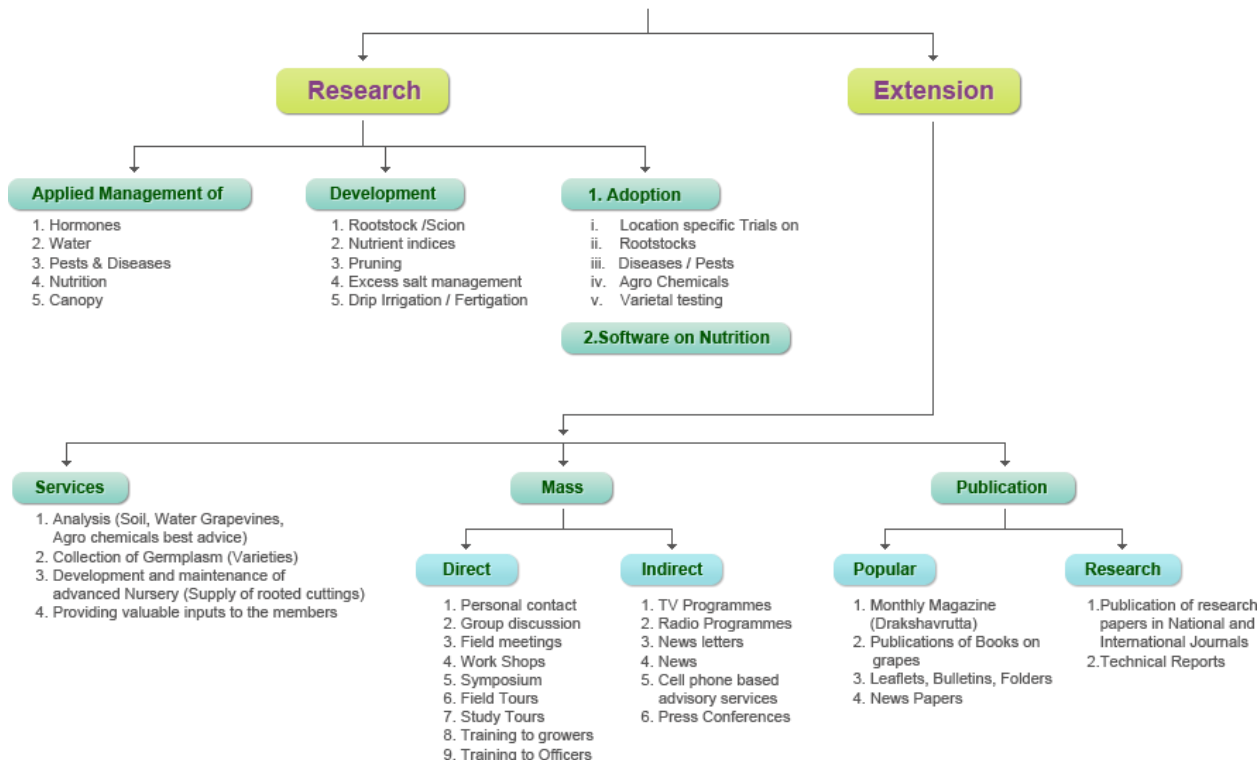 Research
Extension
Applied Management of
1. Hormones
2. Water
3. Pests & Diseases
4. Nutrition
5. Canopy
Development
1. Rootstock /Scion
2. Nutrient indices
3. Pruning
4. Excess salt management
5. Drip Irrigation / Fertigation
1. Adoption
i. Location specific Trials on
ii. Rootstocks
iii. Diseases / Pests
iv. Agro Chemicals
v. Varietal testing
2.Software on Nutrition
Services
1. Analysis (Soil, Water Grapevines,
Agro chemicals best advice)
2. Collection of Germplasm (Varieties)
3. Development and maintenance of
advanced Nursery (Supply of rooted cuttings)
4. Providing valuable inputs to the members
Mass
Direct
1. Personal contact
2. Group discussion
3. Field meetings
4. Work Shops
5. Symposium
6. Field Tours
7. Study Tours
8. Training to growers
9. Training to Officers
Indirect
1. TV Programmes
2. Radio Programmes
3. News letters
4. News
5. Cell phone based
advisory services
6. Press Conferences
Publication
Popular
1. Monthly Magazine
(Drakshavrutta)
2. Publications of Books on
grapes
3. Leaflets, Bulletins, Folders
4. News Papers
Research
1.Publication of research
papers in National and
International Journals
2.Technical Reports